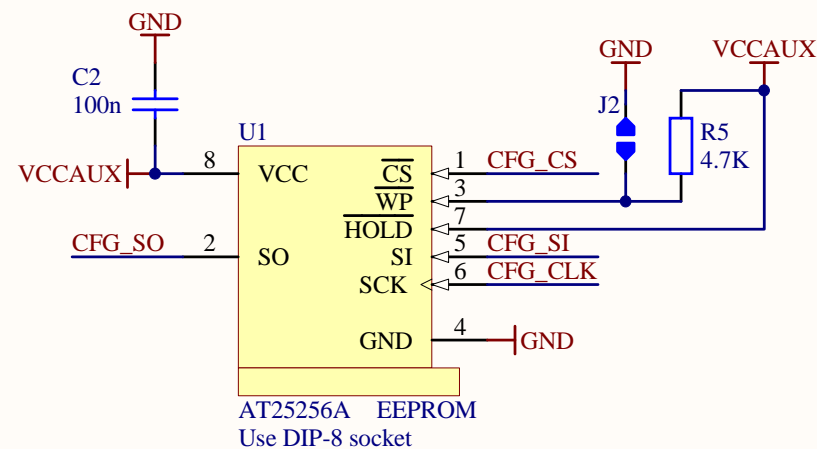 GND
GND
VCCAUX
C2
100n
J2
U1
R5
4.7K
VCCAUX
8
VCC
CS
1
CFG_CS
WP
3
HOLD
7
CFG_SO
2
SO
SI
5
CFG_SI
SCK
6
CFG_CLK
GND
4
GND
AT25256A EEPROM
Use DIP-8 socket